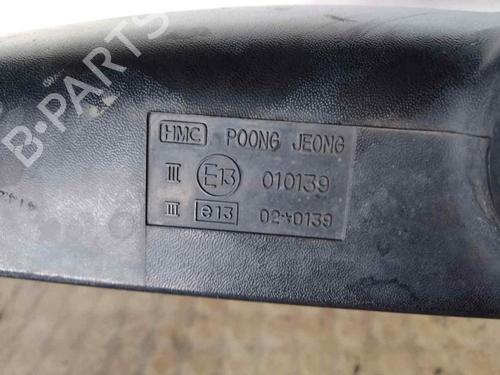 B-PARTS
HMC POONG JEONG
III E13 010139
III e13 02*0139